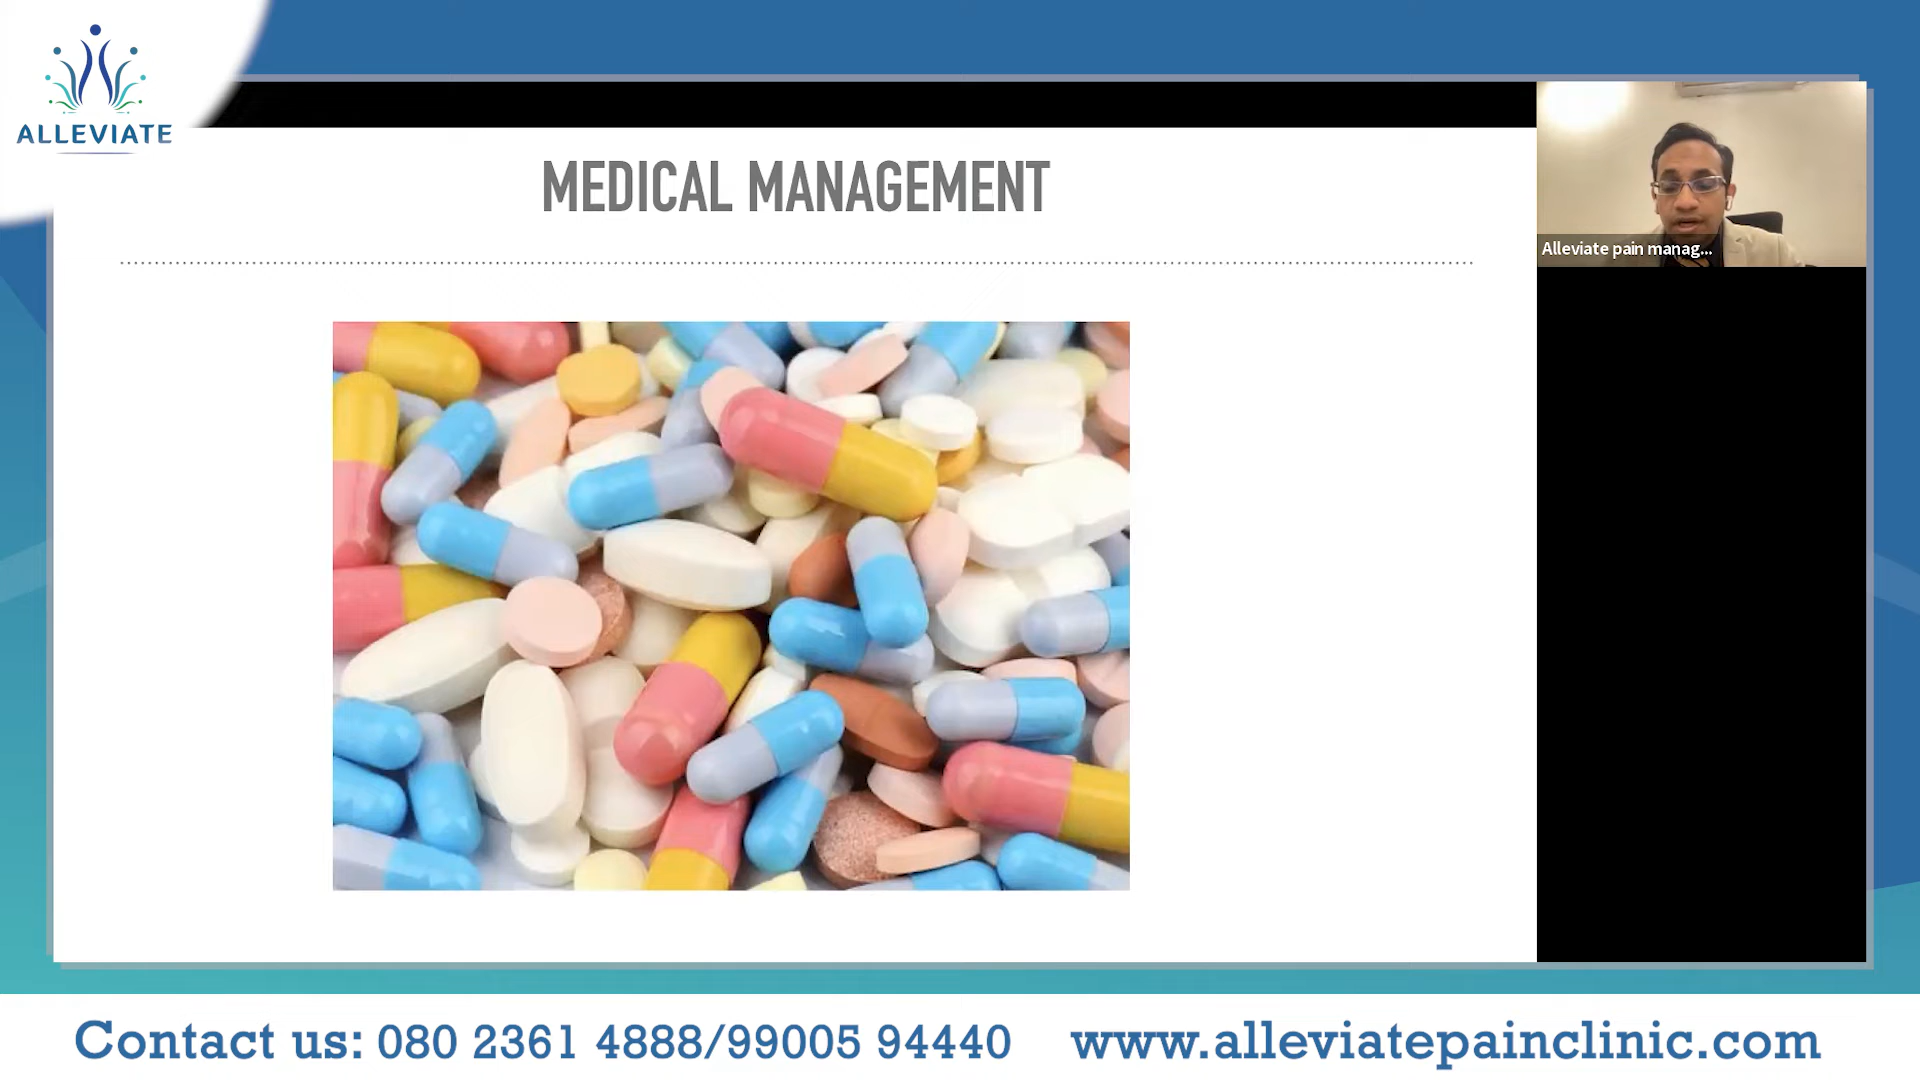 ALLEVIATE
MEDICAL MANAGEMENT
Alleviate pain manag...
Contact us: 080 2361 4888/99005 94440
www.alleviatepainclinic.com